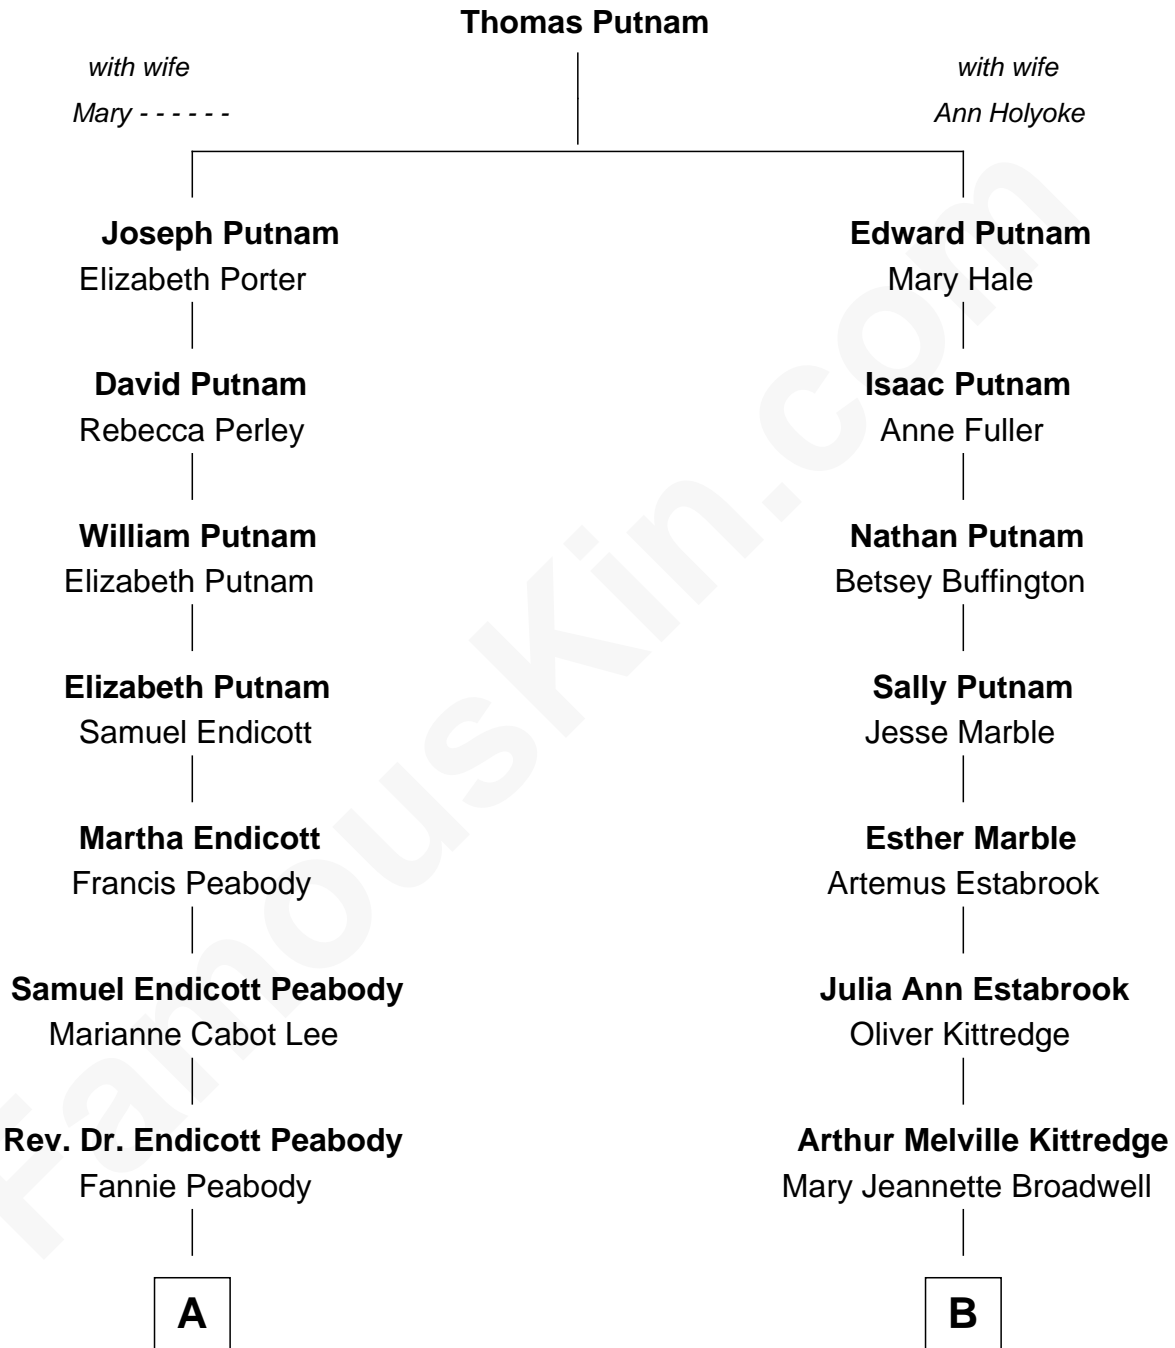 Thomas Putnam
with wife
with wife
Mary - - - - - -
Ann Holyoke
Joseph Putnam
Edward Putnam
Elizabeth Porter
Mary Hale
David Putnam
Isaac Putnam
Rebecca Perley
Anne Fuller
William Putnam
Nathan Putnam
Elizabeth Putnam
Betsey Buffington
Elizabeth Putnam
Sally Putnam
Samuel Endicott
Jesse Marble
Martha Endicott
Esther Marble
Francis Peabody
Artemus Estabrook
Samuel Endicott Peabody
Julia Ann Estabrook
Marianne Cabot Lee
Oliver Kittredge
Rev. Dr. Endicott Peabody
Arthur Melville Kittredge
Fannie Peabody
Mary Jeannette Broadwell
A
B
FamousKin.com